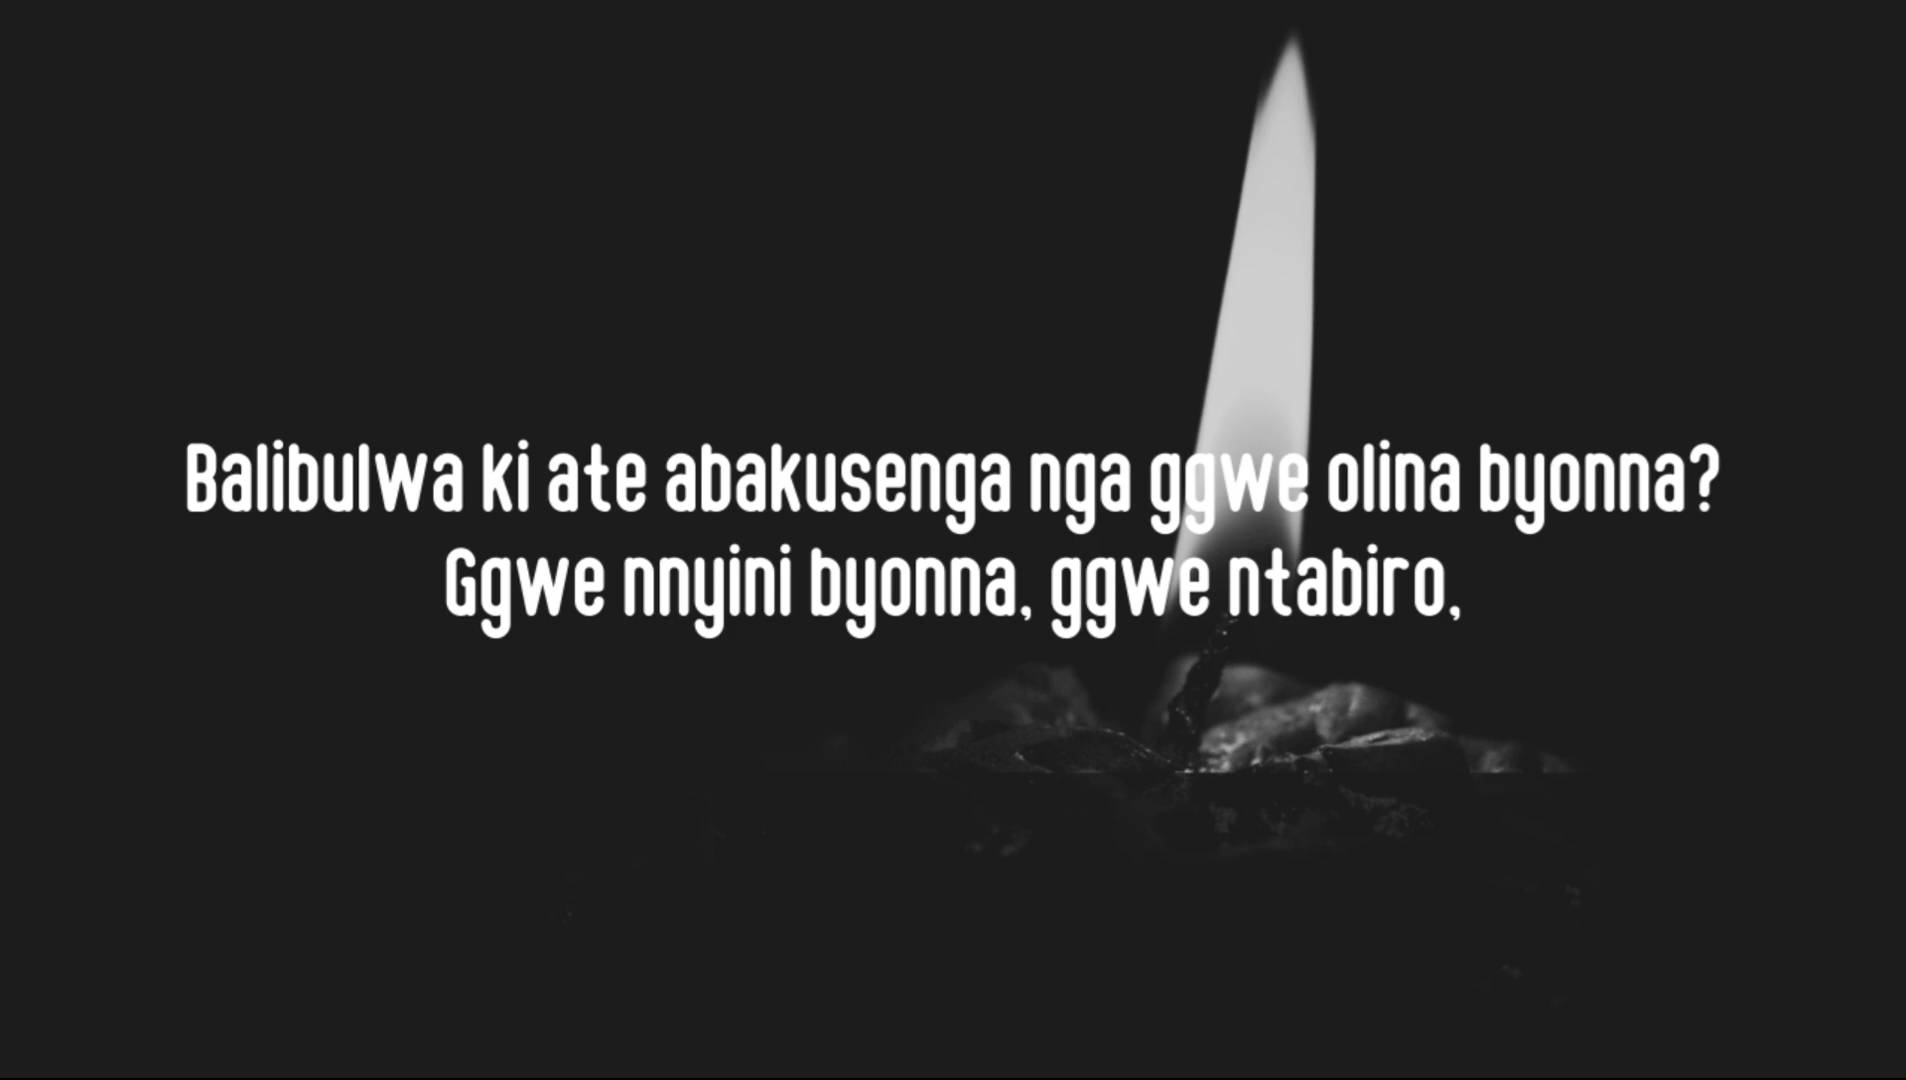 Balibulwa ki ate abakusenga nga ggwe olina byonna?
Ggwe nnyini byonna, ggwe ntabiro,